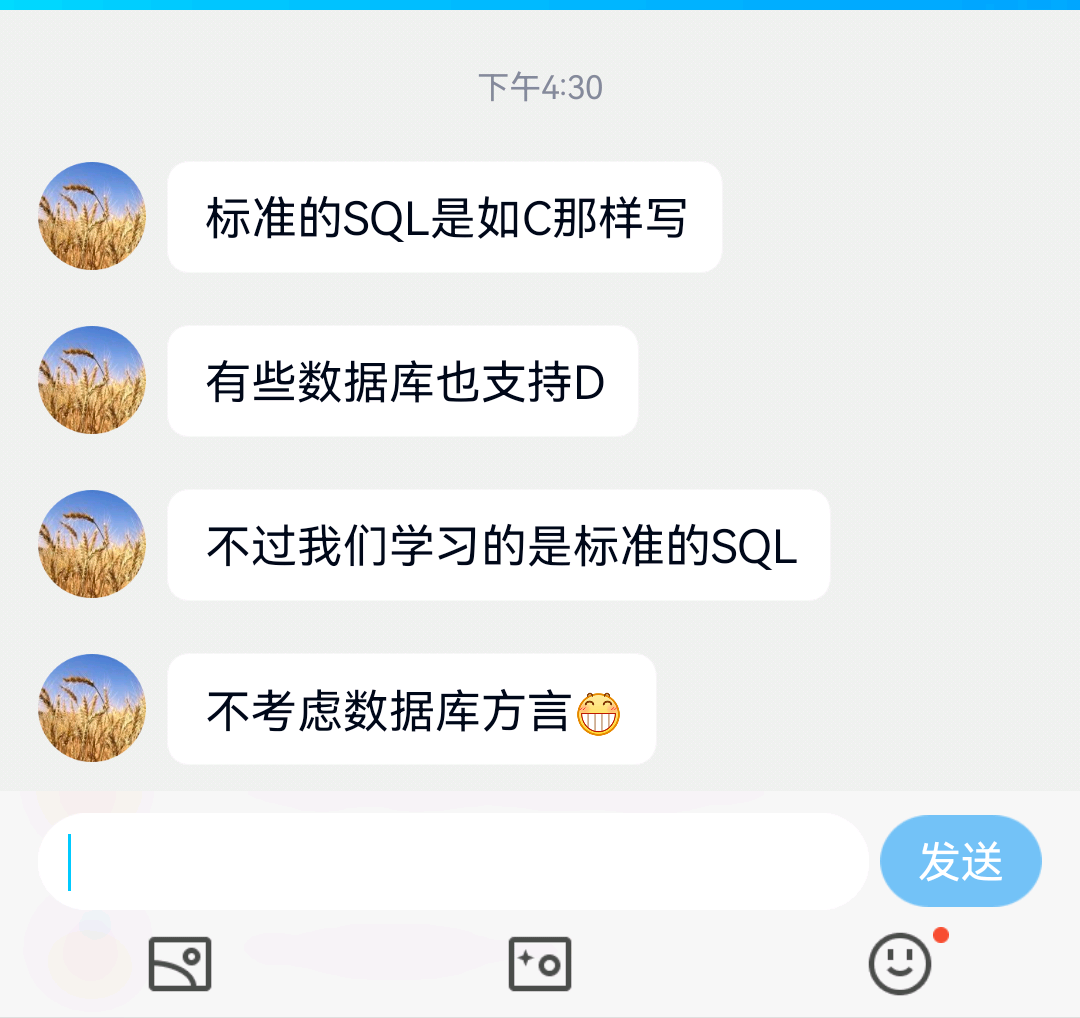 下午4:30
标准的SQL是如C那样写
有些数据库也支持D
不过我们学习的是标准的SQL
不考虑数据库方言😁
发送